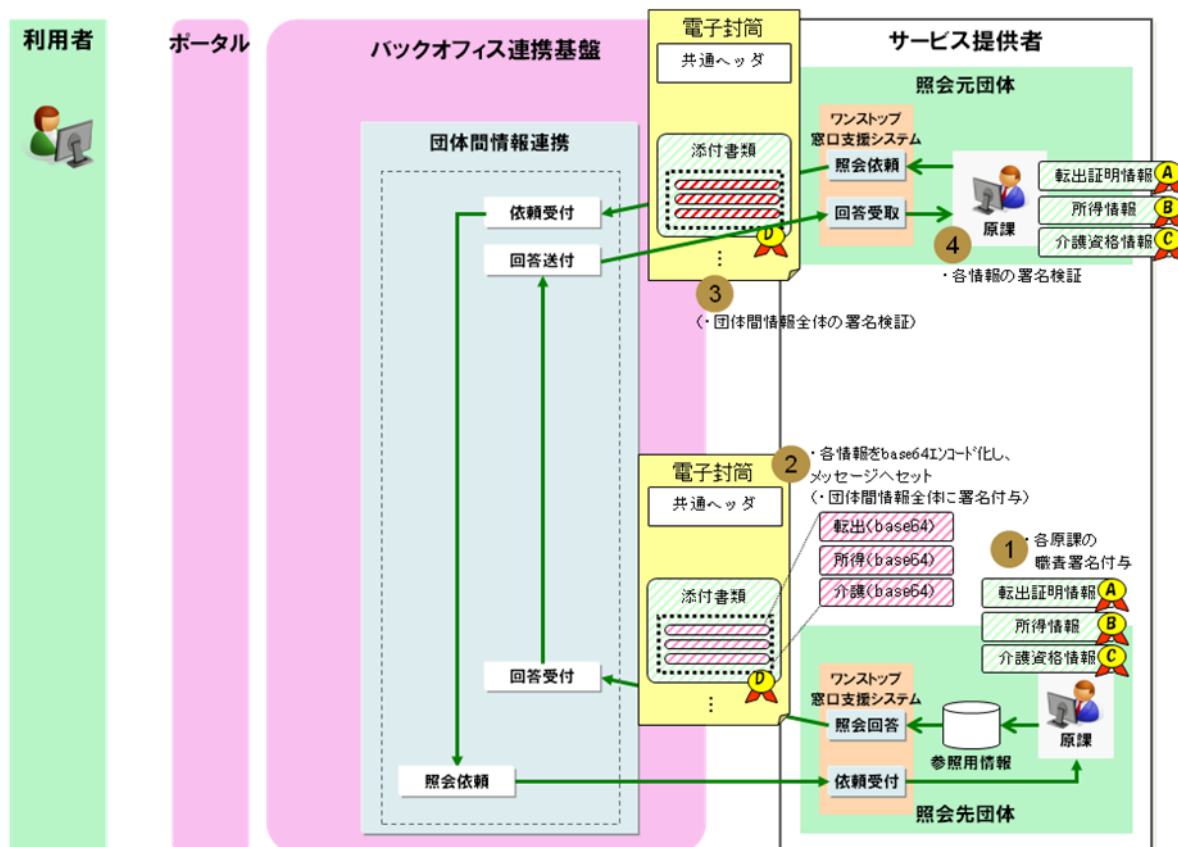 利用者
ポータル
バックオフィス連携基盤
電子封筒
共通ヘッダ
サービス提供者
照会元団体
ワンストップ
窓口支援システム
団体間情報連携
添付書類
照会依頼
転出証明情報
A
依頼受付
回答受取
原課
所得情報
B
D
介護資格情報
C
回答送付
⋮
4
・各情報の署名検証
3
(・団体間情報全体の署名検証)
電子封筒
共通ヘッダ
2
・各情報をbase64エンコード化し、
メッセージへセット
(・団体間情報全体に署名付与)
転出(base64)
所得(base64)
介護(base64)
1
・各原課の
職責署名付与
添付書類
転出証明情報
A
所得情報
B
介護資格情報
C
D
⋮
回答受付
ワンストップ
窓口支援システム
照会回答
参照用情報
原課
照会依頼
依頼受付
照会先団体